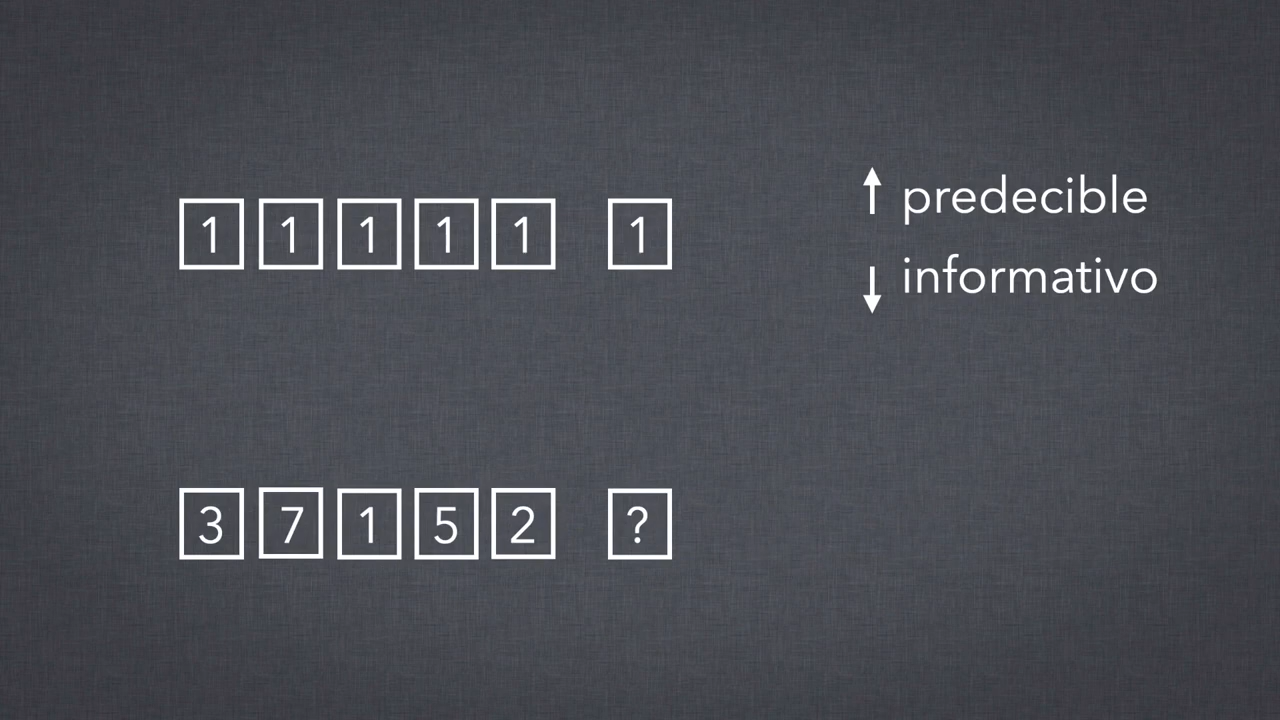 1 1 1 1 1 1
↑ predecible
↓ informativo
3 7 1 5 2 ?